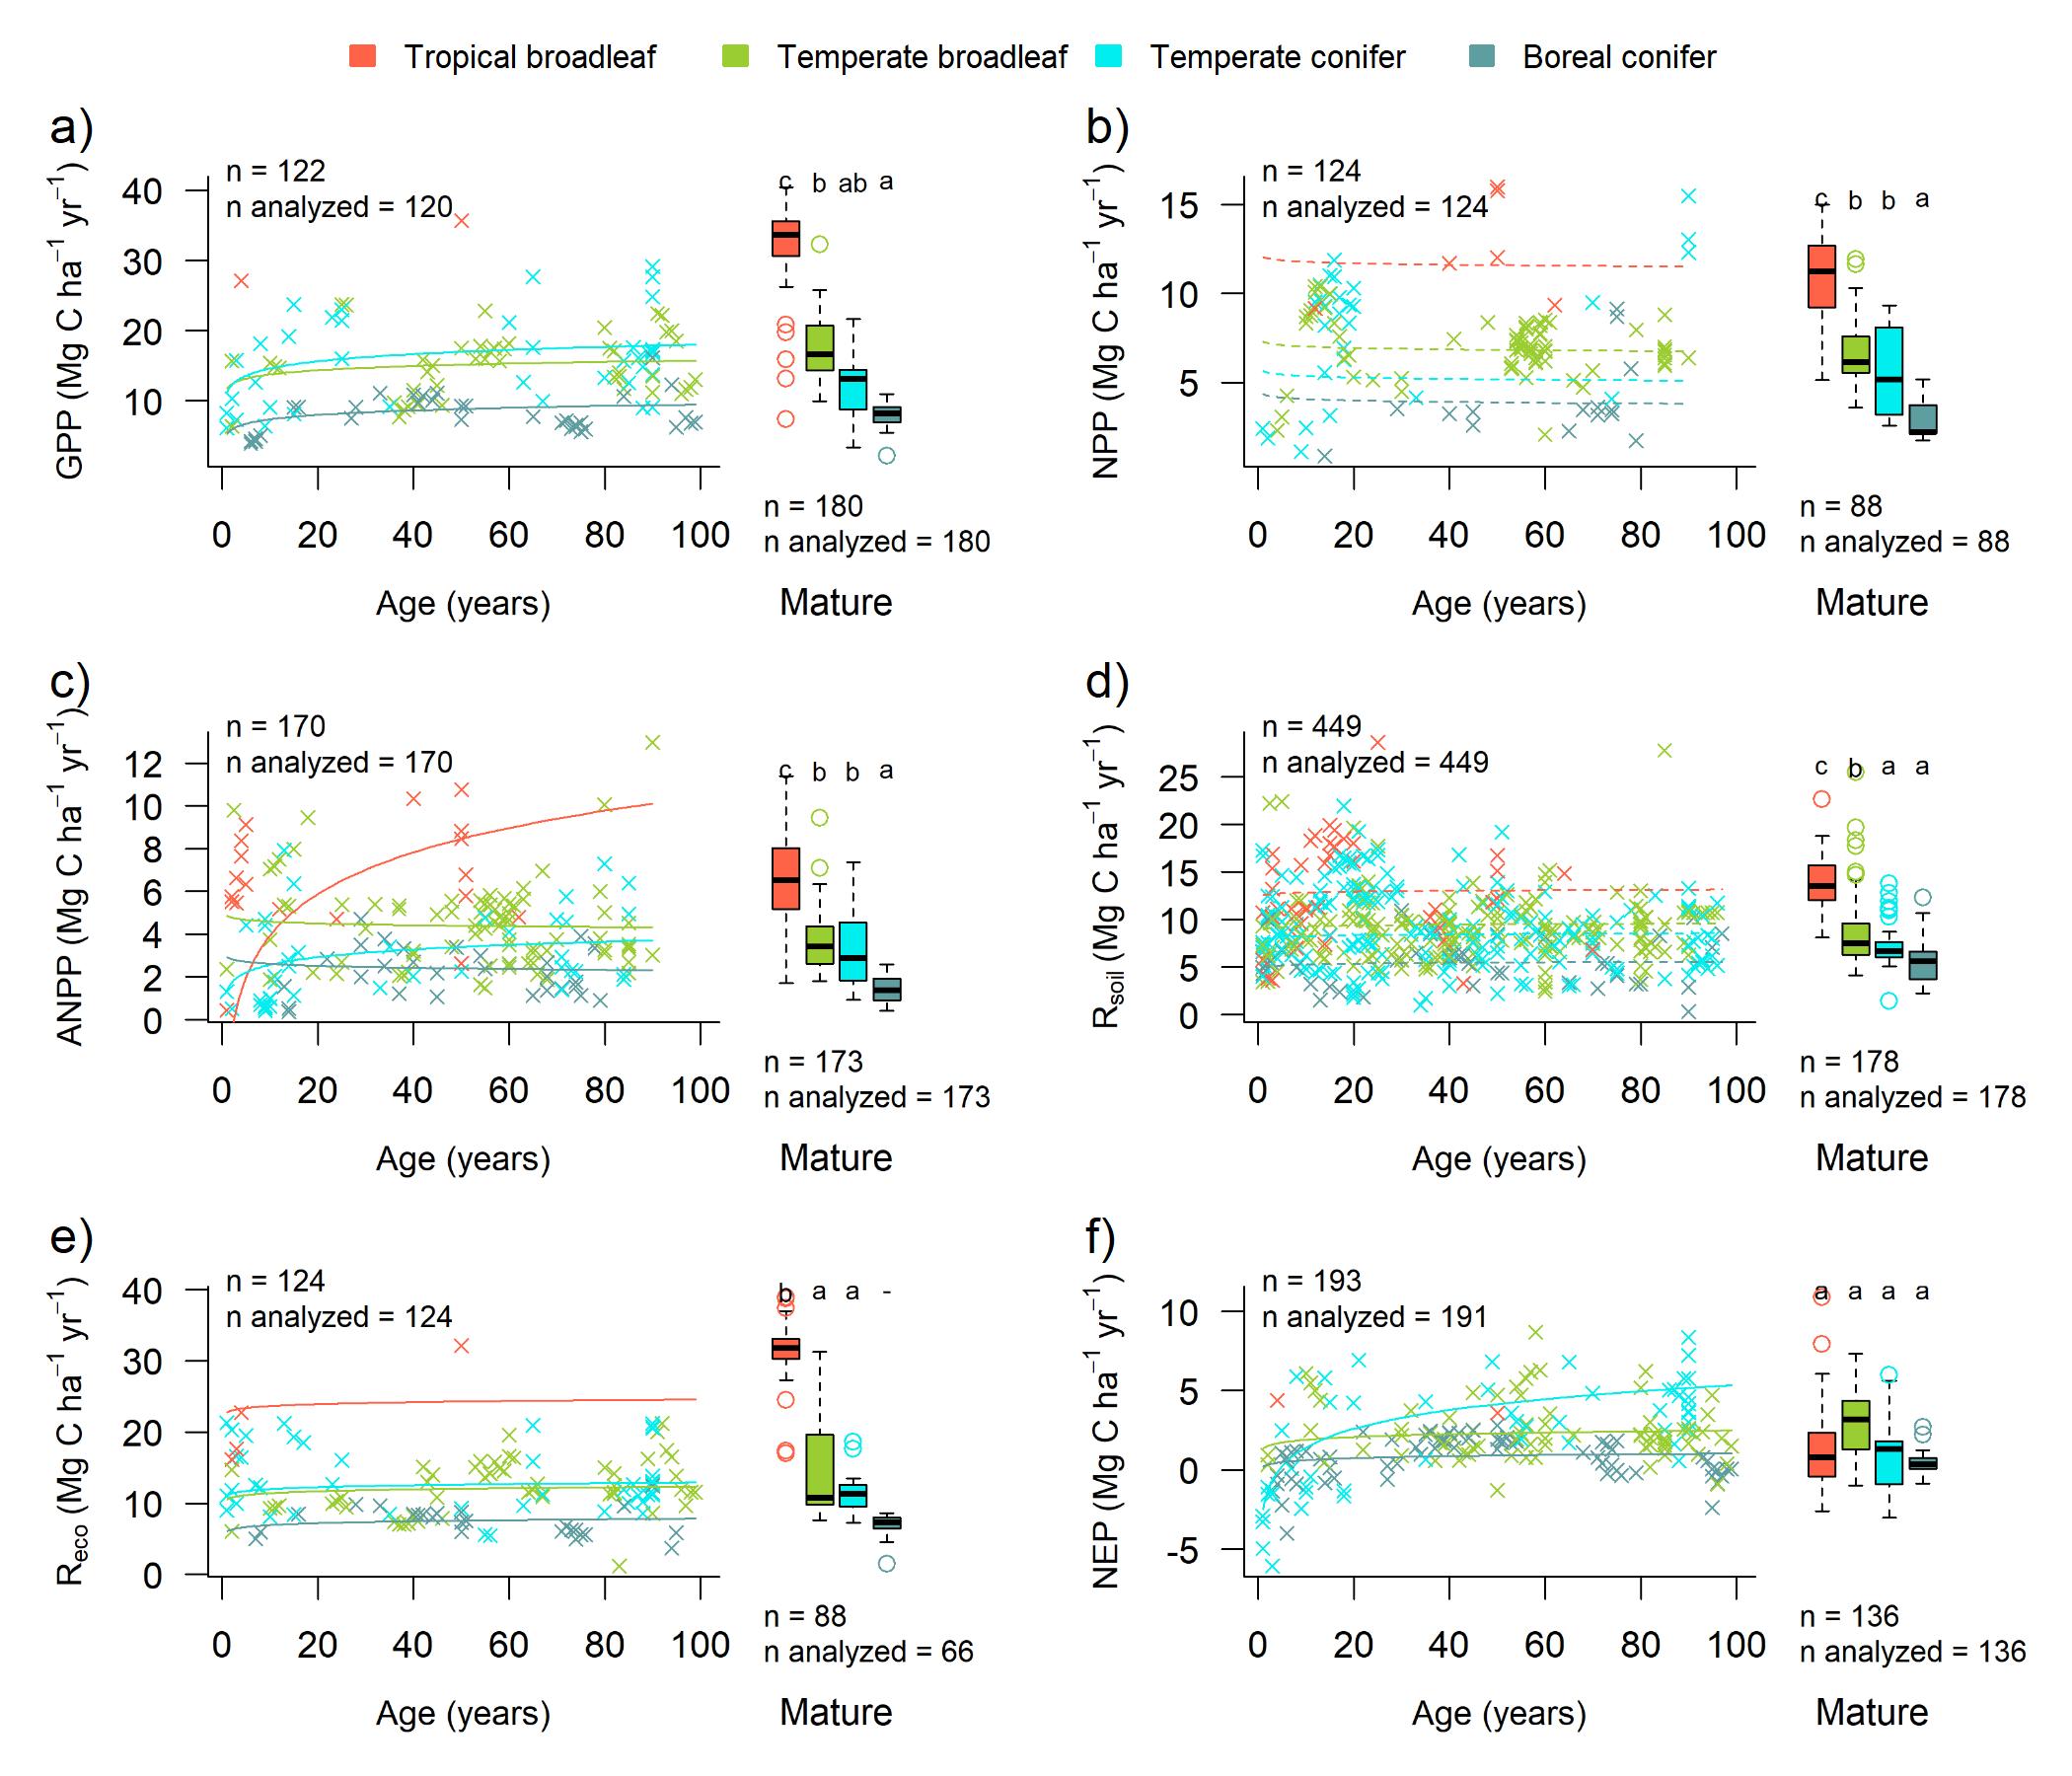 Tropical broadleaf Temperate broadleaf Temperate conifer Boreal conifer
a)
GPP (Mg C ha⁻¹ yr⁻¹)
40
30
20
10
n = 122
n analyzed = 120
c b ab a
0 20 40 60 80 100
Age (years)
n = 180
n analyzed = 180
Mature
b)
NPP (Mg C ha⁻¹ yr⁻¹)
15
10
5
n = 124
n analyzed = 124
c b b a
0 20 40 60 80 100
Age (years)
n = 88
n analyzed = 88
Mature
c)
ANPP (Mg C ha⁻¹ yr⁻¹)
12
10
8
6
4
2
0
n = 170
n analyzed = 170
c b b a
0 20 40 60 80 100
Age (years)
n = 173
n analyzed = 173
Mature
d)
Rsoil (Mg C ha⁻¹ yr⁻¹)
25
20
15
10
5
0
n = 449
n analyzed = 449
c b a a
0 20 40 60 80 100
Age (years)
n = 178
n analyzed = 178
Mature
e)
Reco (Mg C ha⁻¹ yr⁻¹)
40
30
20
10
0
n = 124
n analyzed = 124
b a a -
0 20 40 60 80 100
Age (years)
n = 88
n analyzed = 66
Mature
f)
NEP (Mg C ha⁻¹ yr⁻¹)
10
5
0
-5
n = 193
n analyzed = 191
a a a a
0 20 40 60 80 100
Age (years)
n = 136
n analyzed = 136
Mature